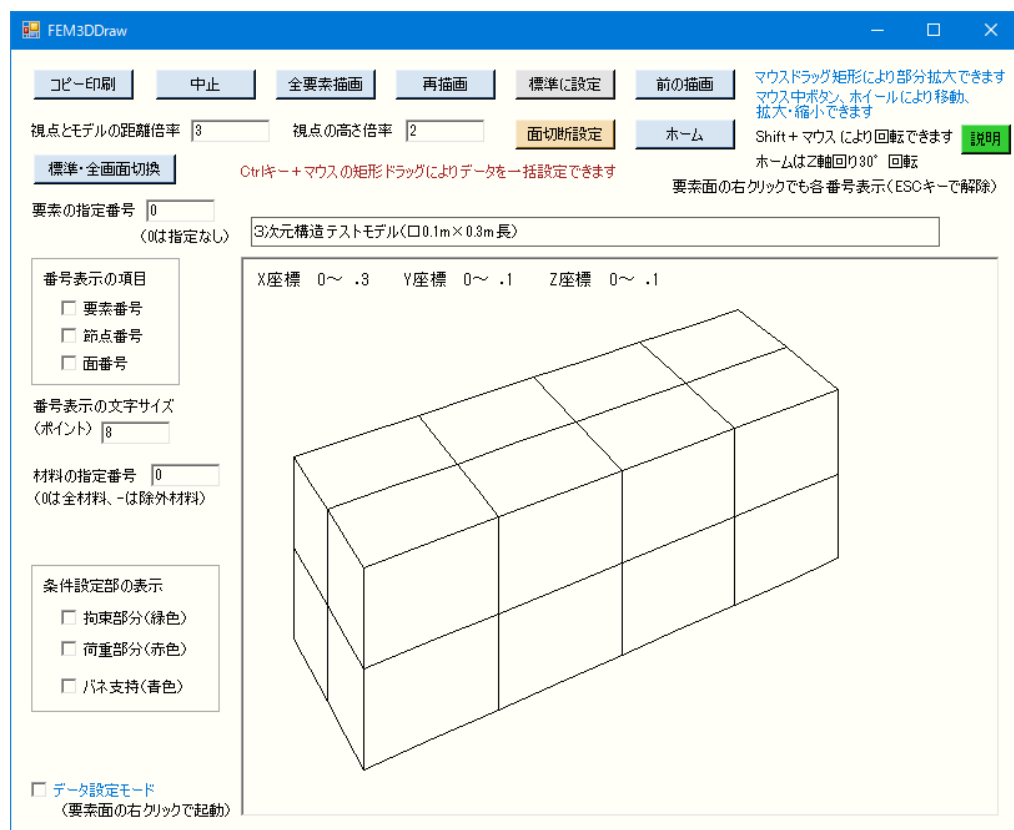 FEM3DDraw
コピー印刷 中止 全要素描画 再描画 標準に設定 前の描画
マウスドラッグ矩形により部分拡大できます
マウス中ボタン、ホイールにより移動、
拡大・縮小できます
視点とモデルの距離倍率 3 視点の高さ倍率 2 面切断設定 ホーム
Shift+マウスにより回転できます 説明
ホームはZ軸回り30° 回転
標準・全画面切換 Ctrlキー+マウスの矩形ドラッグによりデータを一括設定できます
要素面の右クリックでも各番号表示(ESCキーで解除)
要素の指定番号 0
(0は指定なし)
3次元構造テストモデル(口0.1m×0.3m長)
番号表示の項目
要素番号
節点番号
面番号
X座標 0~ .3 Y座標 0~ .1 Z座標 0~ .1
番号表示の文字サイズ
(ポイント) 8
材料の指定番号 0
(0は全材料、-は除外材料)
条件設定部の表示
拘束部分(緑色)
荷重部分(赤色)
バネ支持(青色)
データ設定モード
(要素面の右クリックで起動)